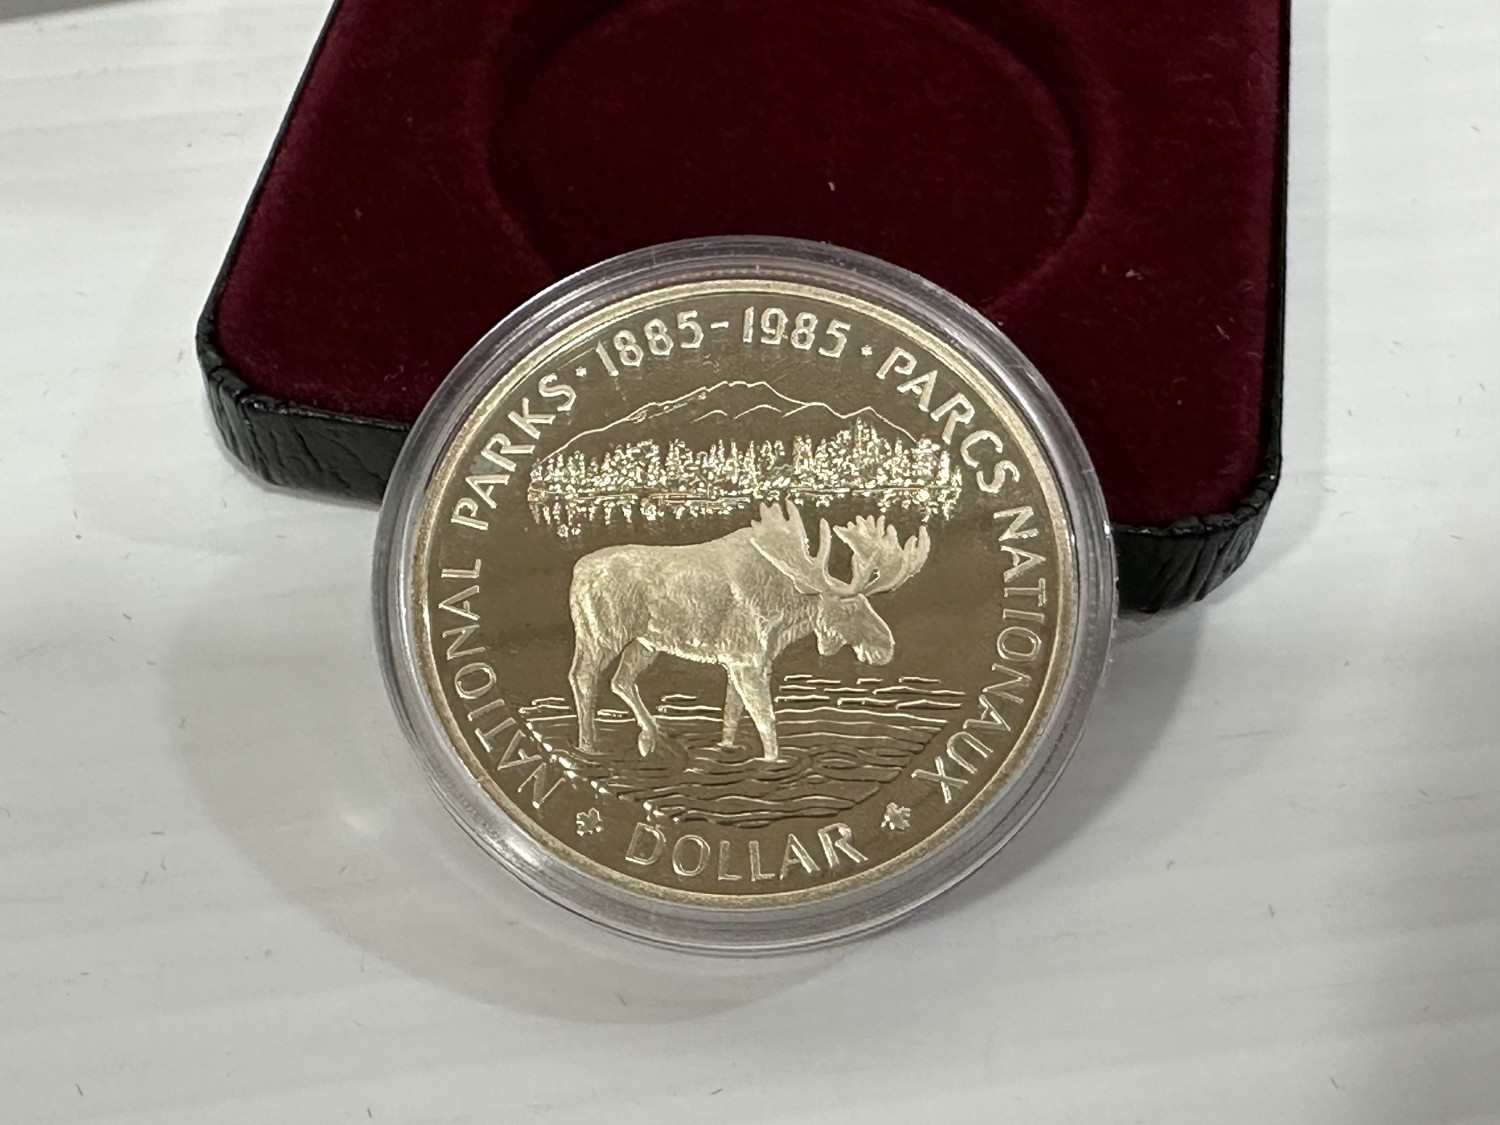 NATIONAL PARKS · 1885-1985 · PARCS NATIONAUX
DOLLAR